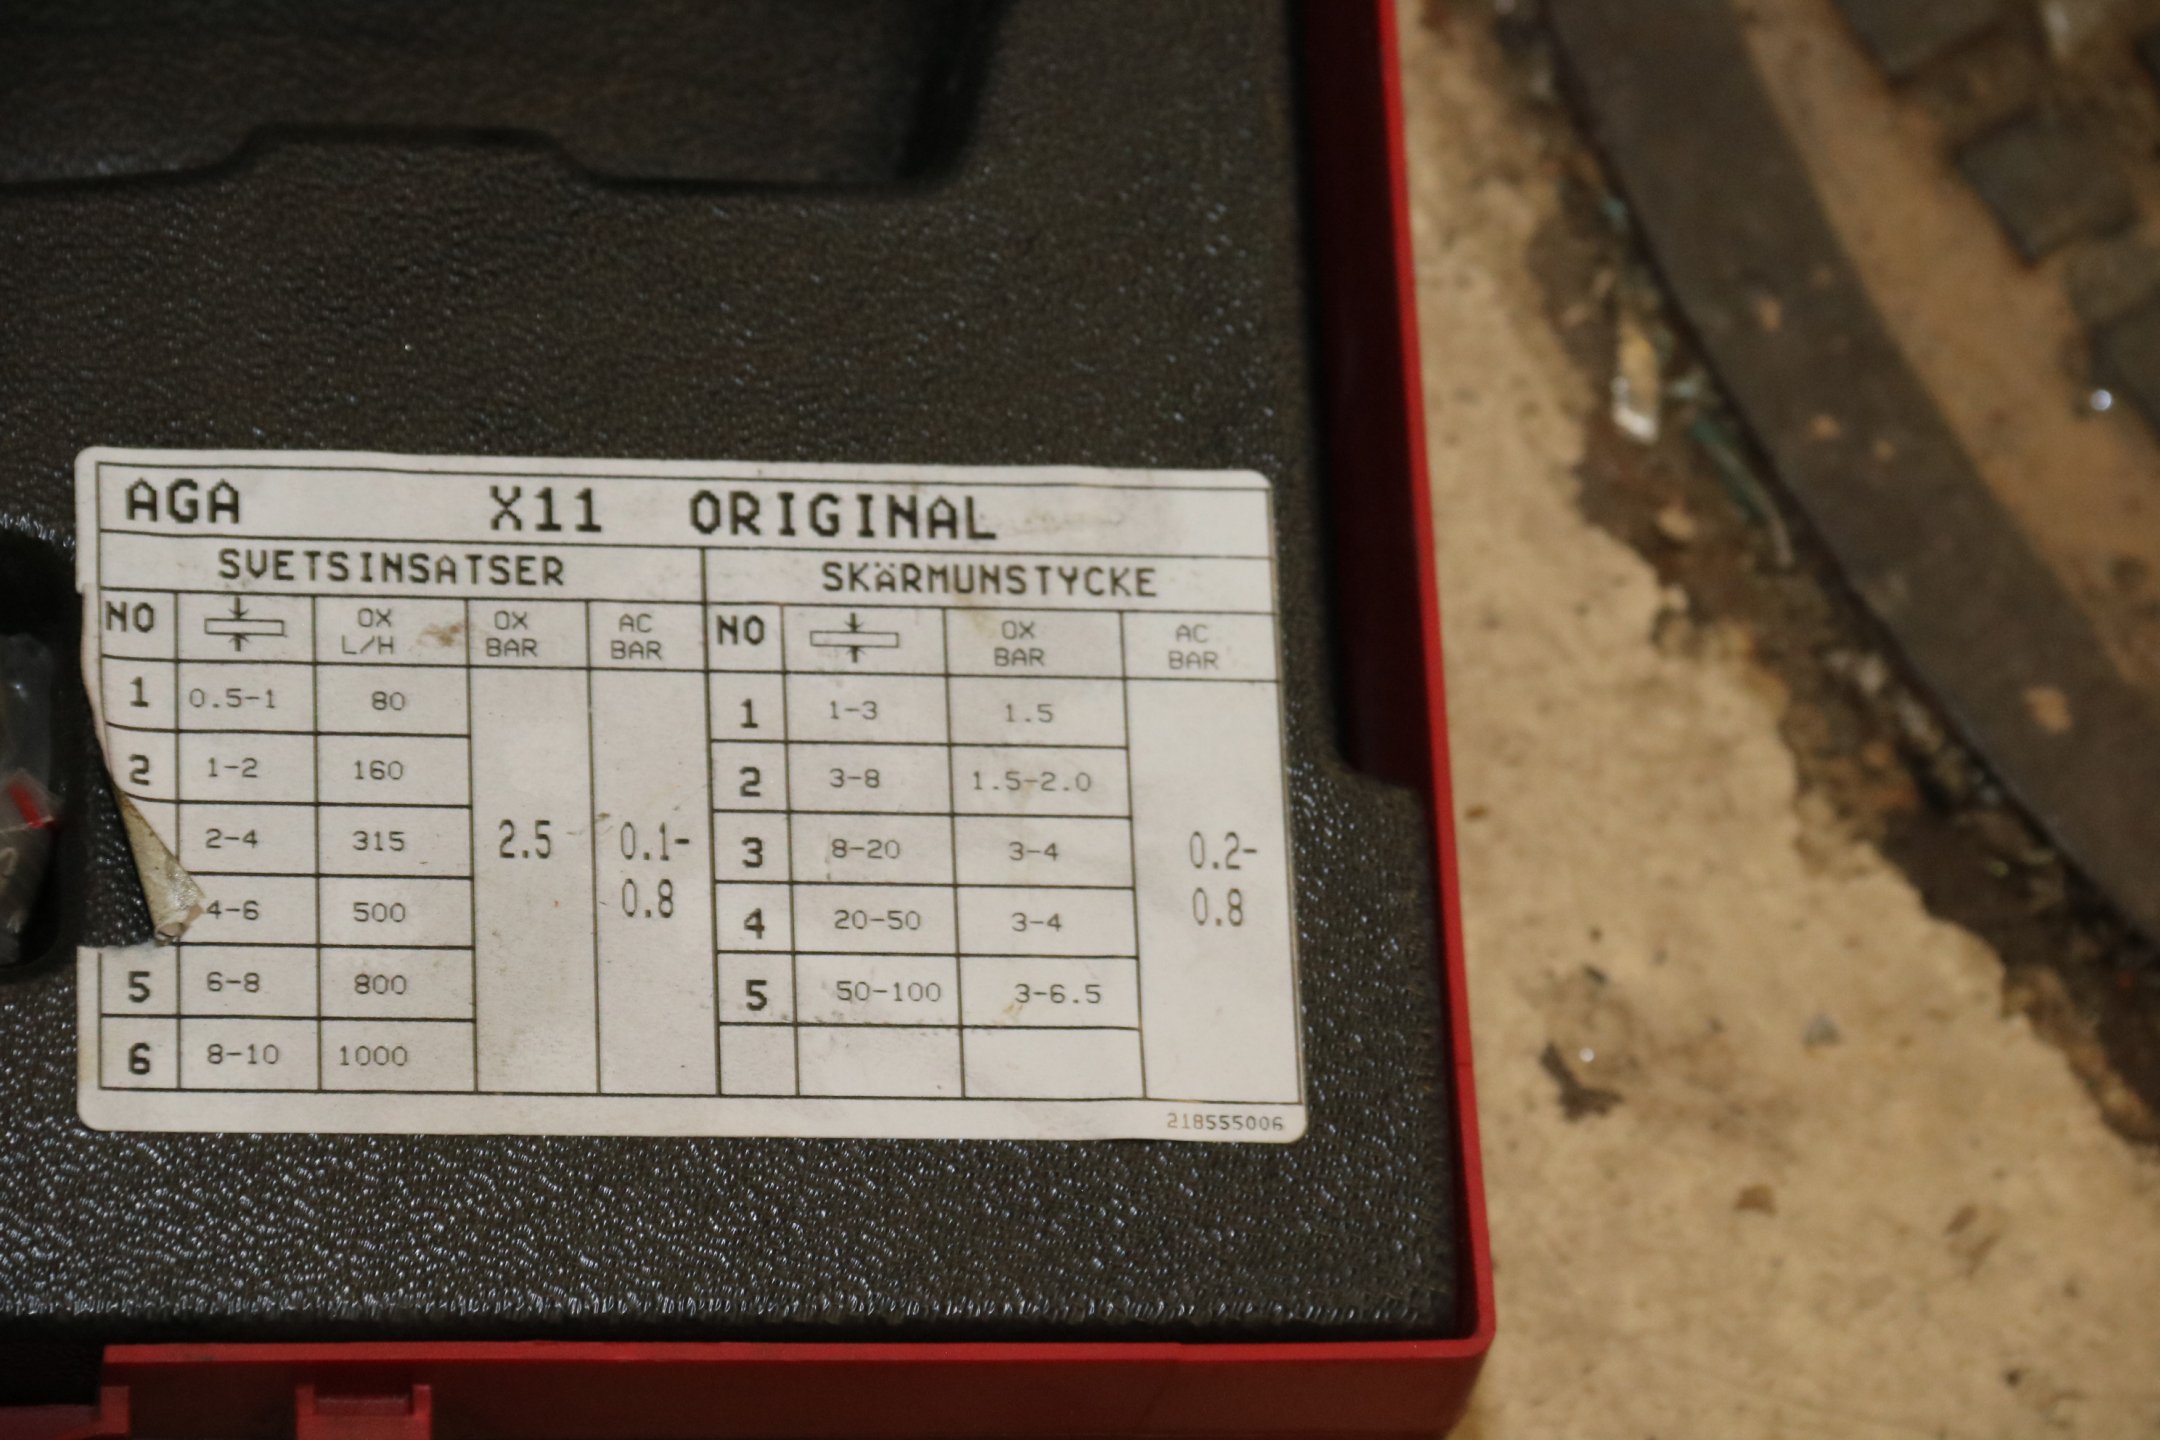 AGA X11 ORIGINAL
SVETSINSATSER SKÄRMUNSTYCKE
NO OX L/H OX BAR AC BAR NO OX BAR AC BAR
1 0.5-1 80 1 1-3 1.5
2 1-2 160 2 3-8 1.5-2.0
2-4 315 2.5 0.1-0.8 3 8-20 3-4 0.2-0.8
4-6 500 4 20-50 3-4
5 6-8 800 5 50-100 3-6.5
6 8-10 1000
218555006